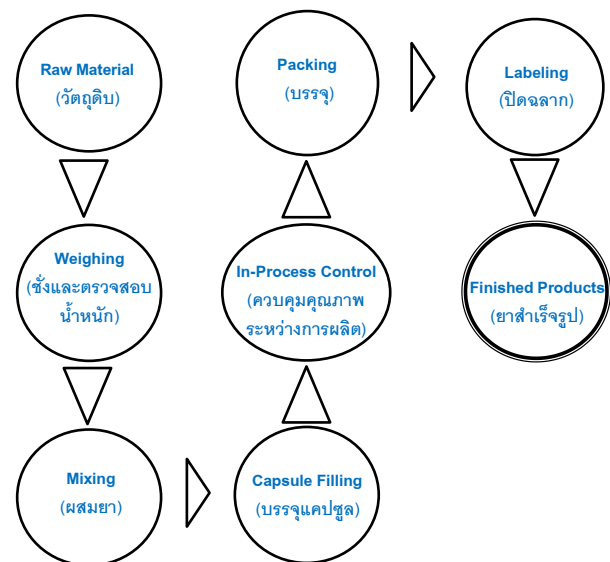 Raw Material
(วัตถุดิบ)
Weighing
(ชั่งและตรวจสอบ
น้ำหนัก)
Mixing
(ผสมยา)
Capsule Filling
(บรรจุแคปซูล)
In-Process Control
(ควบคุมคุณภาพ
ระหว่างการผลิต)
Packing
(บรรจุ)
Labeling
(ปิดฉลาก)
Finished Products
(ยาสำเร็จรูป)